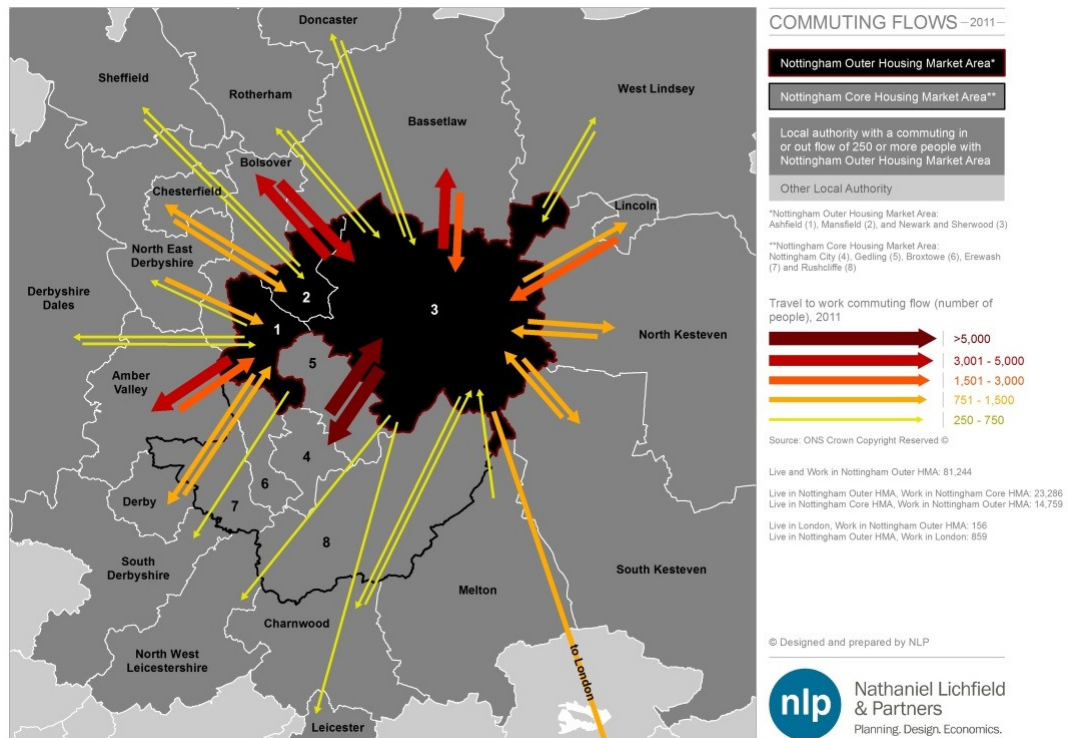 COMMUTING FLOWS –2011–
Nottingham Outer Housing Market Area*
Nottingham Core Housing Market Area**
Local authority with a commuting in
or out flow of 250 or more people with
Nottingham Outer Housing Market Area
Other Local Authority
*Nottingham Outer Housing Market Area:
Ashfield (1), Mansfield (2), and Newark and Sherwood (3)
**Nottingham Core Housing Market Area:
Nottingham City (4), Gedling (5), Broxtowe (6), Erewash
(7) and Rushcliffe (8)
Travel to work commuting flow (number of
people), 2011
>5,000
3,001 - 5,000
1,501 - 3,000
751 - 1,500
250 - 750
Source: ONS Crown Copyright Reserved ©
Live and Work in Nottingham Outer HMA: 81,244
Live in Nottingham Outer HMA, Work in Nottingham Core HMA: 23,286
Live in Nottingham Core HMA, Work in Nottingham Outer HMA: 14,759
Live in London, Work in Nottingham Outer HMA: 156
Live in Nottingham Outer HMA, Work in London: 859
© Designed and prepared by NLP
nlp
Nathaniel Lichfield
& Partners
Planning. Design. Economics.
Doncaster
Sheffield
Rotherham
West Lindsey
Bassetlaw
Bolsover
Chesterfield
Lincoln
North East
Derbyshire
Derbyshire
Dales
2
3
1
North Kesteven
5
Amber
Valley
4
6
Derby
7
8
South
Derbyshire
South Kesteven
Melton
Charnwood
North West
Leicestershire
to London
Leicester